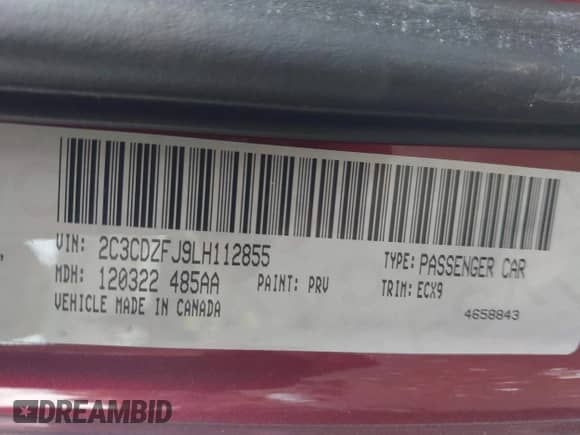 VIN: 2C3CDZFJ9LH112855
TYPE: PASSENGER CAR
MDH: 120322 485AA PAINT: PRV
TRIM: ECX9
VEHICLE MADE IN CANADA
4658843
DREAMBID